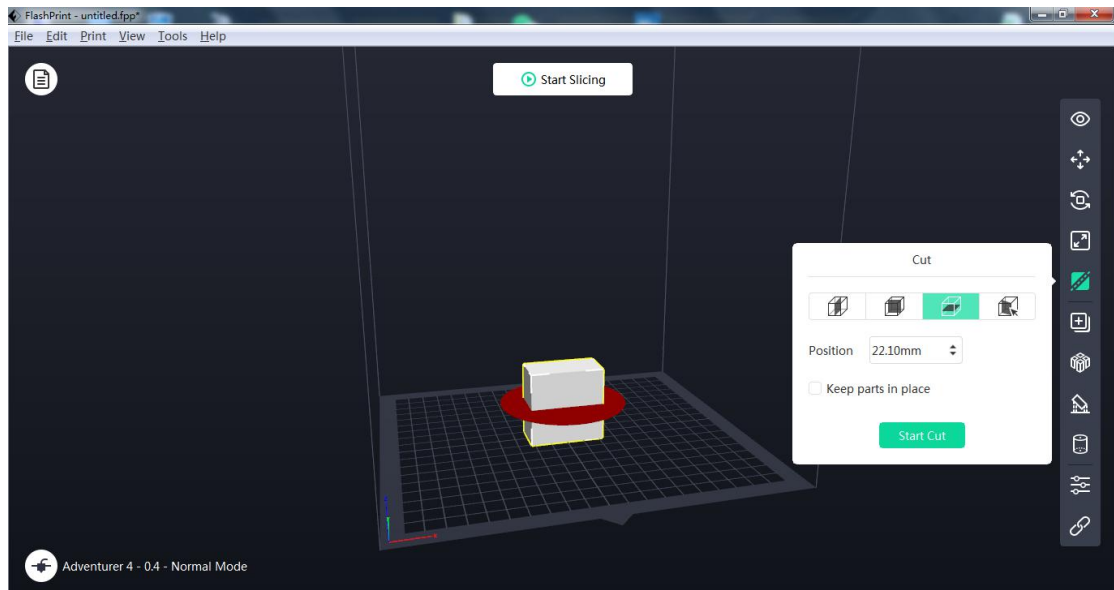 FlashPrint - untitled.fpp*
File Edit Print View Tools Help
Start Slicing
Cut
Position 22.10mm
Keep parts in place
Start Cut
Adventurer 4 - 0.4 - Normal Mode